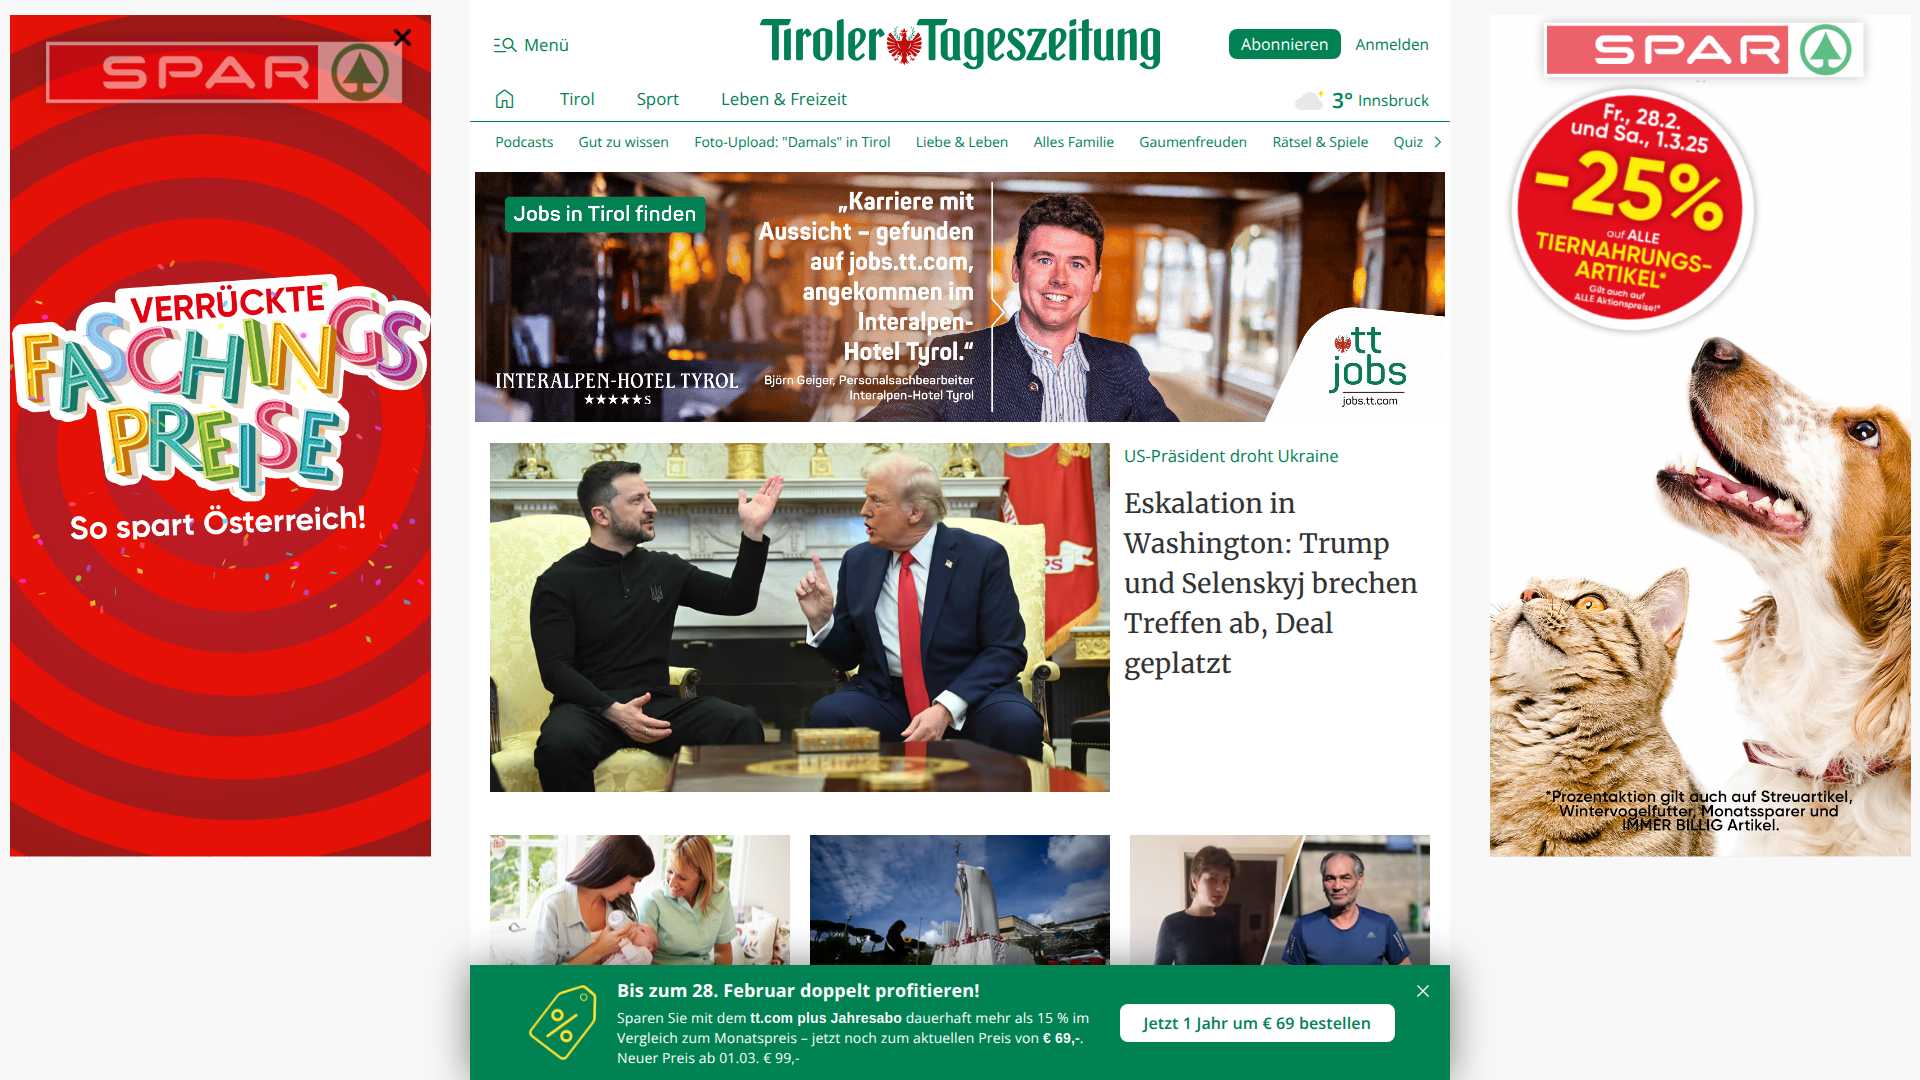 SPAR
VERRÜCKTE
FASCHINGS
PREISE
So spart Österreich!
Menü
Tiroler Tageszeitung
Abonnieren
Anmelden
Tirol
Sport
Leben & Freizeit
3° Innsbruck
Podcasts
Gut zu wissen
Foto-Upload: "Damals" in Tirol
Liebe & Leben
Alles Familie
Gaumenfreuden
Rätsel & Spiele
Quiz
Jobs in Tirol finden
„Karriere mit
Aussicht – gefunden
auf jobs.tt.com,
angekommen im
Interalpen-
Hotel Tyrol.“
Björn Geiger, Personalsachbearbeiter
Interalpen-Hotel Tyrol
INTERALPEN-HOTEL TYROL
★★★★★S
tt
jobs
jobs.tt.com
US-Präsident droht Ukraine
Eskalation in
Washington: Trump
und Selenskyj brechen
Treffen ab, Deal
geplatzt
Bis zum 28. Februar doppelt profitieren!
Sparen Sie mit dem tt.com plus Jahresabo dauerhaft mehr als 15 % im
Vergleich zum Monatspreis – jetzt noch zum aktuellen Preis von € 69,-.
Neuer Preis ab 01.03. € 99,-
Jetzt 1 Jahr um € 69 bestellen
SPAR
Fr., 28.2.
und Sa., 1.3.25
-25%
auf ALLE
TIERNAHRUNGS-
ARTIKEL*
Gilt auch auf
ALLE Aktionspreise!*
*Prozentaktion gilt auch auf Streuartikel,
Wintervogelfutter, Monatssparer und
IMMER BILLIG Artikel.